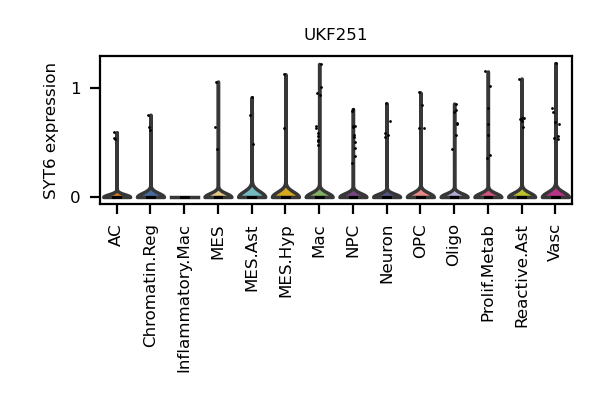 UKF251
SYT6 expression
1
0
AC
Chromatin.Reg
Inflammatory.Mac
MES
MES.Ast
MES.Hyp
Mac
NPC
Neuron
OPC
Oligo
Prolif.Metab
Reactive.Ast
Vasc